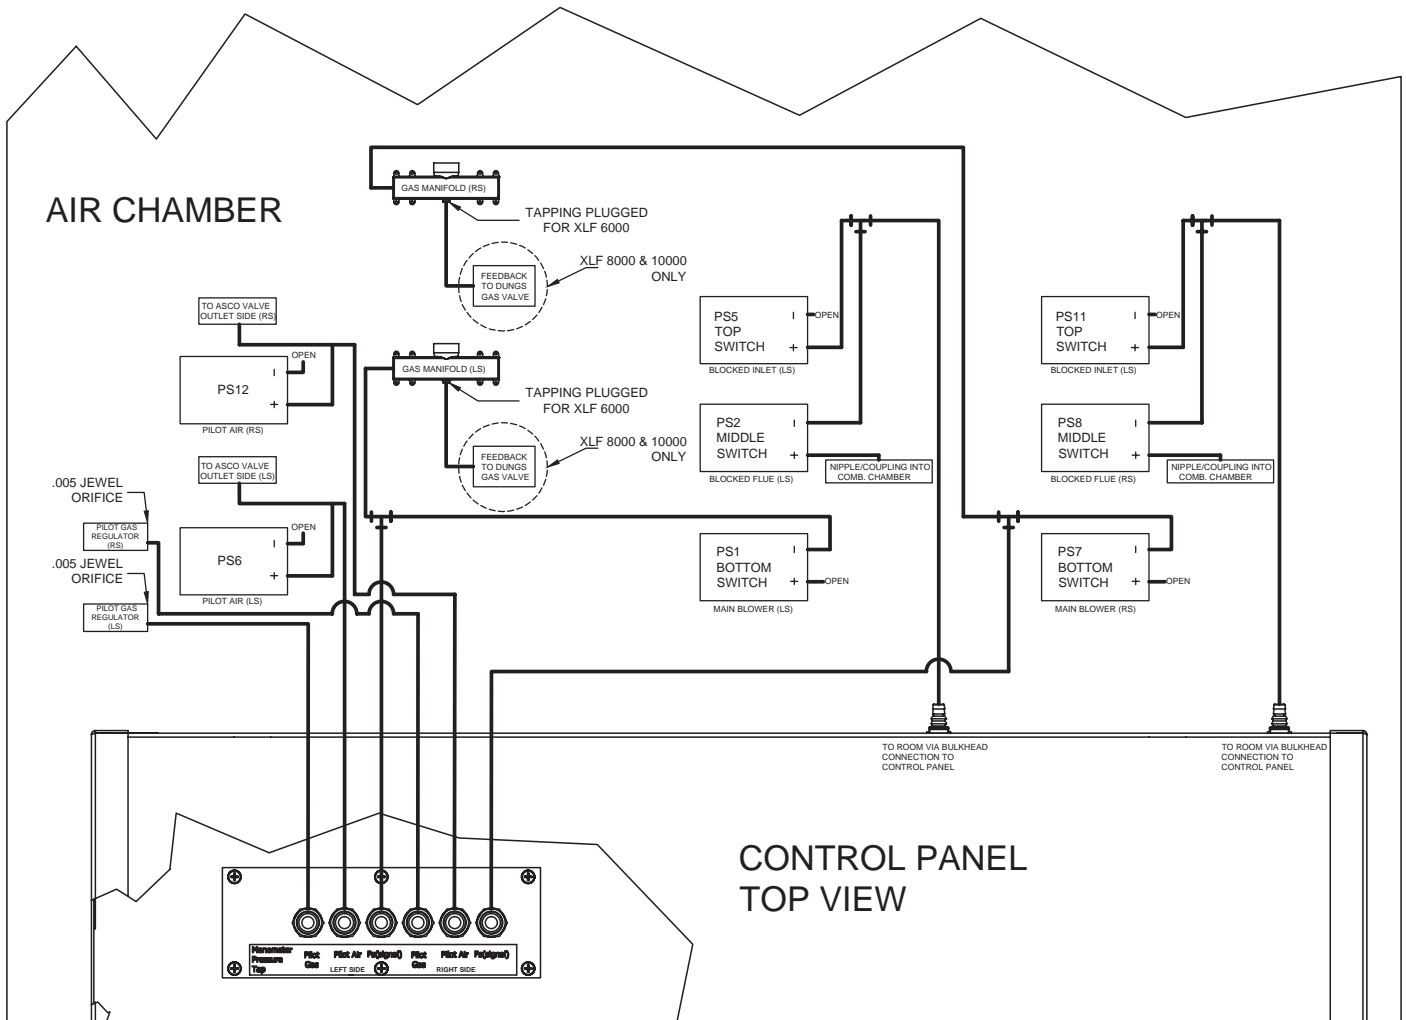 AIR CHAMBER
GAS MANIFOLD (RS)
TAPPING PLUGGED
FOR XLF 6000
XLF 8000 & 10000
ONLY
FEEDBACK
TO DUNGS
GAS VALVE
TO ASCO VALVE
OUTLET SIDE (RS)
OPEN
PS12
-
+
PILOT AIR (RS)
GAS MANIFOLD (LS)
TAPPING PLUGGED
FOR XLF 6000
XLF 8000 & 10000
ONLY
FEEDBACK
TO DUNGS
GAS VALVE
TO ASCO VALVE
OUTLET SIDE (LS)
OPEN
PS6
-
+
PILOT AIR (LS)
.005 JEWEL
ORIFICE
PILOT GAS
REGULATOR
(RS)
.005 JEWEL
ORIFICE
PILOT GAS
REGULATOR
(LS)
PS5
TOP
SWITCH
-
+
OPEN
BLOCKED INLET (LS)
PS2
MIDDLE
SWITCH
-
+
NIPPLE/COUPLING INTO
COMB. CHAMBER
BLOCKED FLUE (LS)
PS1
BOTTOM
SWITCH
-
+
OPEN
MAIN BLOWER (LS)
PS11
TOP
SWITCH
-
+
OPEN
BLOCKED INLET (LS)
PS8
MIDDLE
SWITCH
-
+
NIPPLE/COUPLING INTO
COMB. CHAMBER
BLOCKED FLUE (RS)
PS7
BOTTOM
SWITCH
-
+
OPEN
MAIN BLOWER (RS)
TO ROOM VIA BULKHEAD
CONNECTION TO
CONTROL PANEL
TO ROOM VIA BULKHEAD
CONNECTION TO
CONTROL PANEL
CONTROL PANEL
TOP VIEW
Manometer
Pressure
Tap
Pilot
Gas
Pilot Air
Pa(signal)
Pilot
Gas
Pilot Air
Pa(signal)
LEFT SIDE
RIGHT SIDE